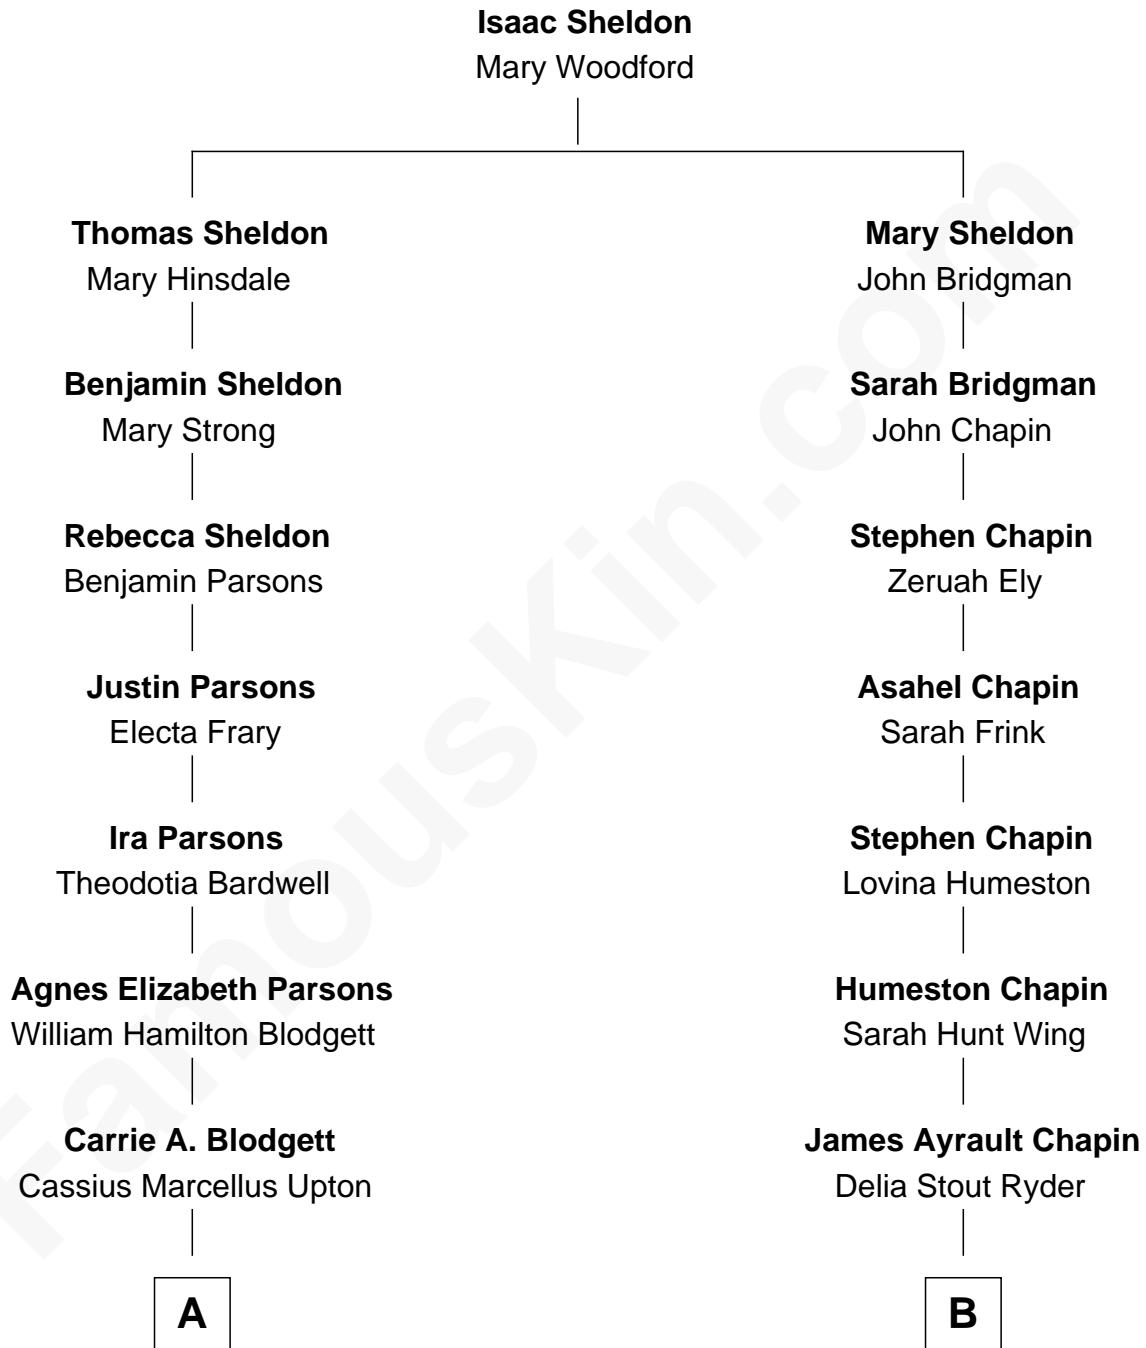 Isaac Sheldon
Mary Woodford
Thomas Sheldon
Mary Hinsdale
Mary Sheldon
John Bridgman
Benjamin Sheldon
Mary Strong
Sarah Bridgman
John Chapin
Rebecca Sheldon
Benjamin Parsons
Stephen Chapin
Zeruah Ely
Justin Parsons
Electa Frary
Asahel Chapin
Sarah Frink
Ira Parsons
Theodotia Bardwell
Stephen Chapin
Lovina Humeston
Agnes Elizabeth Parsons
William Hamilton Blodgett
Humeston Chapin
Sarah Hunt Wing
Carrie A. Blodgett
Cassius Marcellus Upton
James Ayrault Chapin
Delia Stout Ryder
A
B
FamousKin.com